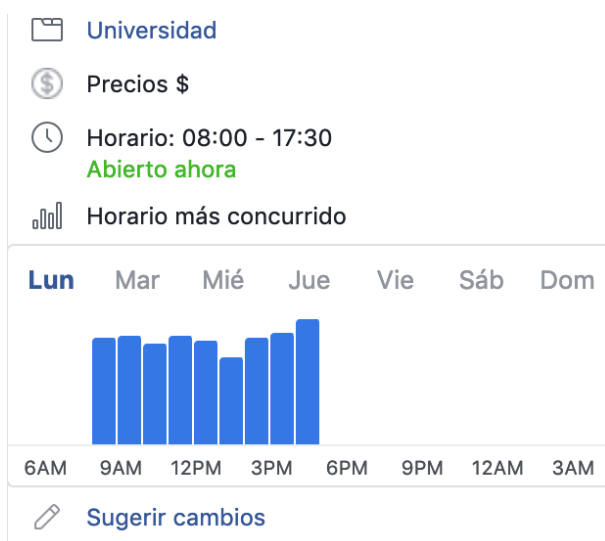 Universidad
Precios $
Horario: 08:00 - 17:30
Abierto ahora
Horario más concurrido
Lun Mar Mié Jue Vie Sáb Dom
6AM 9AM 12PM 3PM 6PM 9PM 12AM 3AM
Sugerir cambios